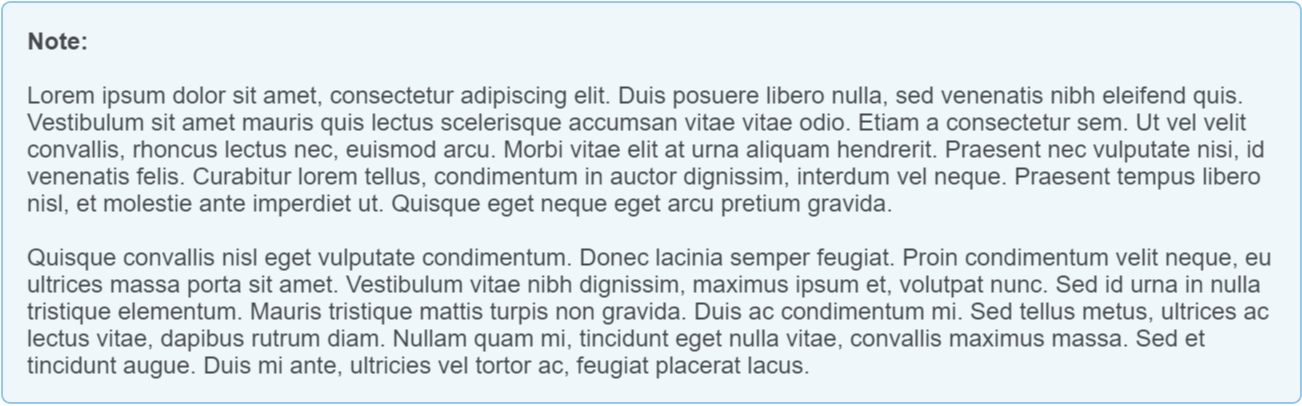 Note:
Lorem ipsum dolor sit amet, consectetur adipiscing elit. Duis posuere libero nulla, sed venenatis nibh eleifend quis.
Vestibulum sit amet mauris quis lectus scelerisque accumsan vitae vitae odio. Etiam a consectetur sem. Ut vel velit
convallis, rhoncus lectus nec, euismod arcu. Morbi vitae elit at urna aliquam hendrerit. Praesent nec vulputate nisi, id
venenatis felis. Curabitur lorem tellus, condimentum in auctor dignissim, interdum vel neque. Praesent tempus libero
nisl, et molestie ante imperdiet ut. Quisque eget neque eget arcu pretium gravida.
Quisque convallis nisl eget vulputate condimentum. Donec lacinia semper feugiat. Proin condimentum velit neque, eu
ultrices massa porta sit amet. Vestibulum vitae nibh dignissim, maximus ipsum et, volutpat nunc. Sed id urna in nulla
tristique elementum. Mauris tristique mattis turpis non gravida. Duis ac condimentum mi. Sed tellus metus, ultrices ac
lectus vitae, dapibus rutrum diam. Nullam quam mi, tincidunt eget nulla vitae, convallis maximus massa. Sed et
tincidunt augue. Duis mi ante, ultricies vel tortor ac, feugiat placerat lacus.